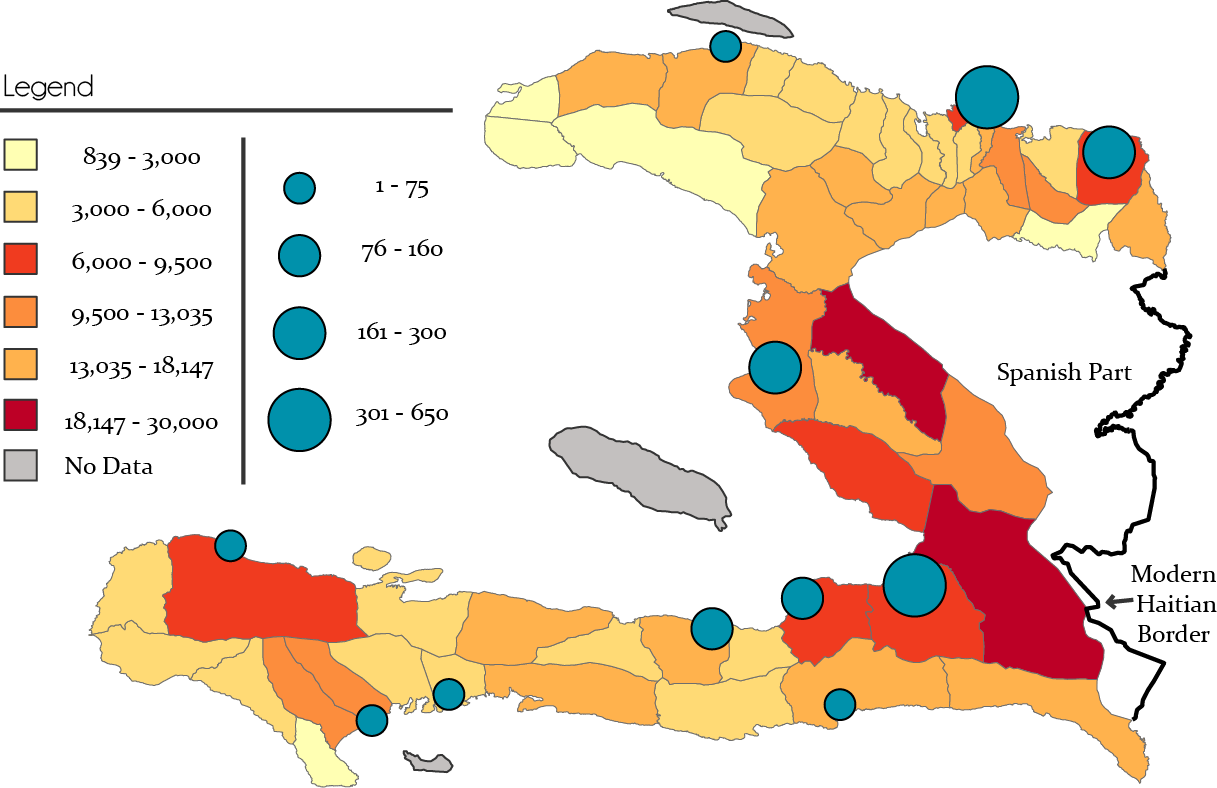 Legend
839 - 3,000
3,000 - 6,000
6,000 - 9,500
9,500 - 13,035
13,035 - 18,147
18,147 - 30,000
No Data
1 - 75
76 - 160
161 - 300
301 - 650
Spanish Part
Modern
Haitian
Border